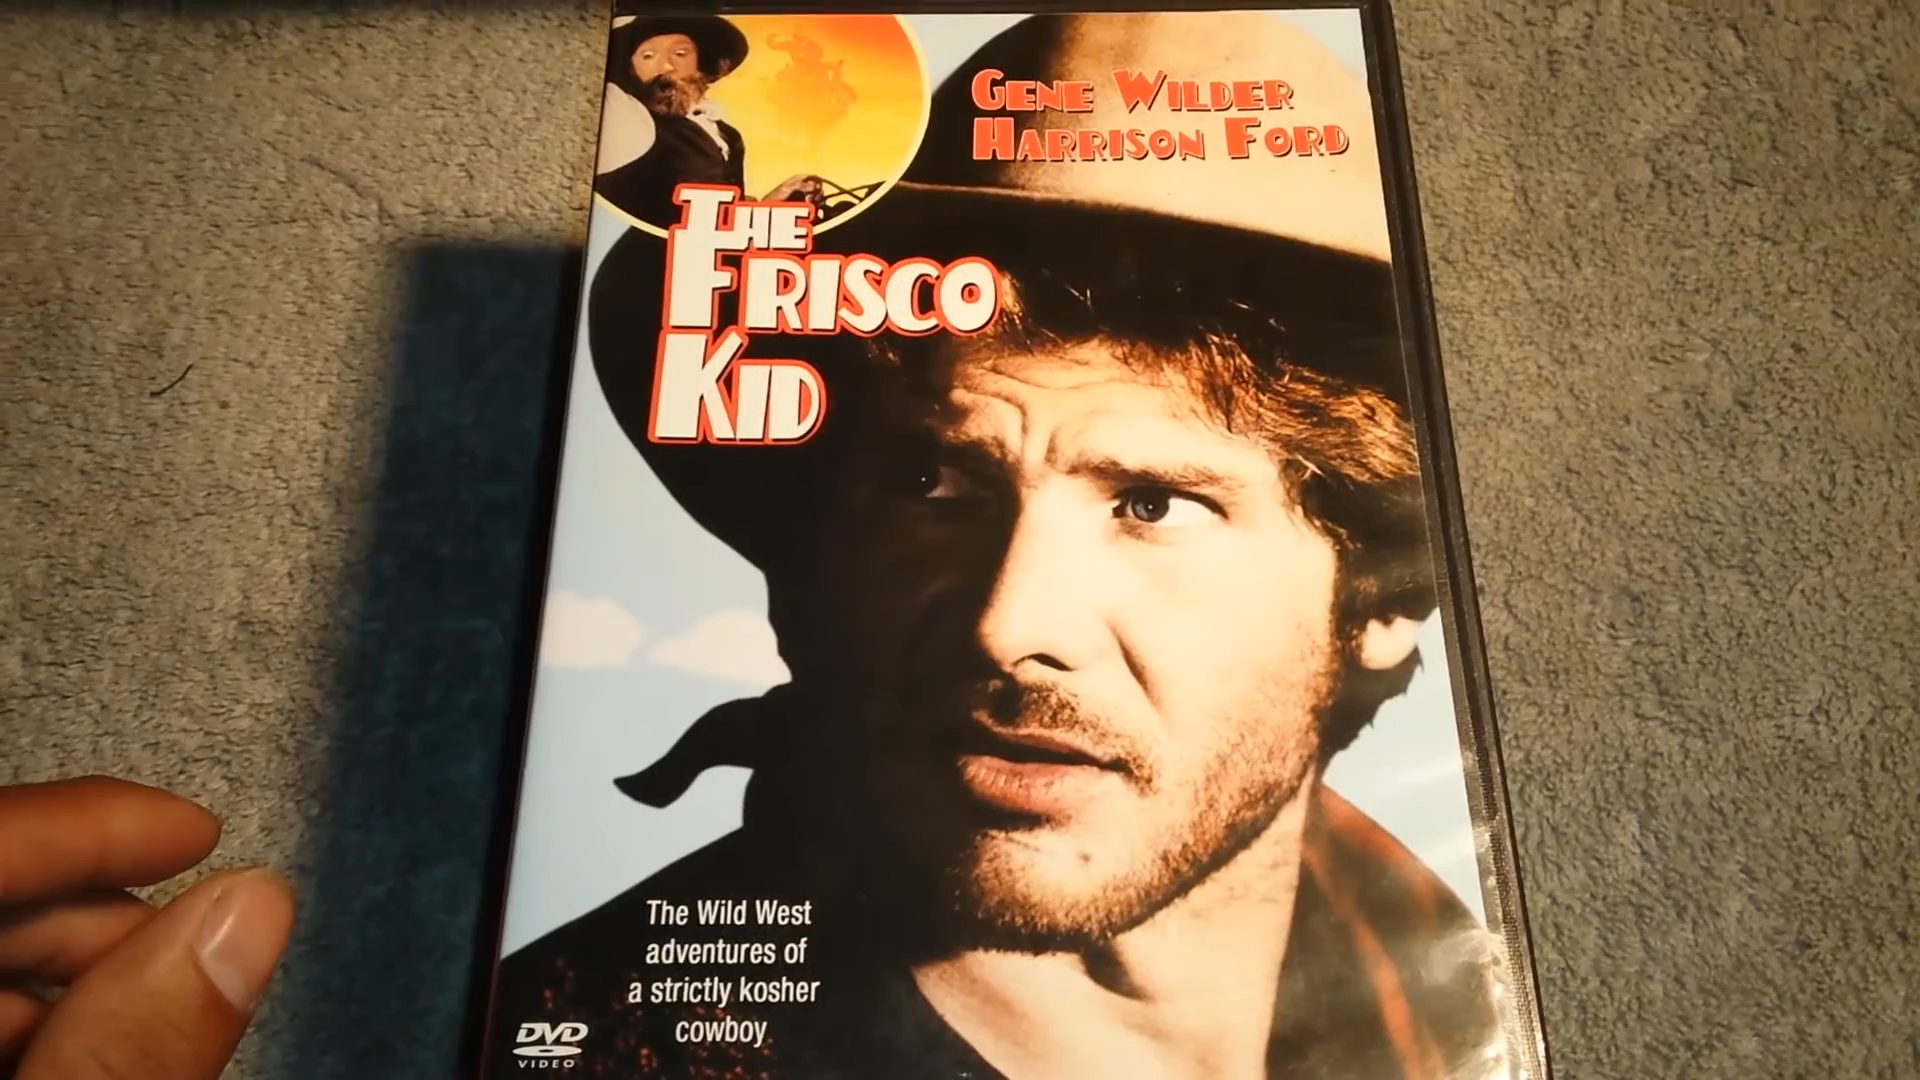 GENE WILDER
HARRISON FORD
THE
FRISCO
KID
The Wild West
adventures of
a strictly kosher
cowboy
DVD
VIDEO